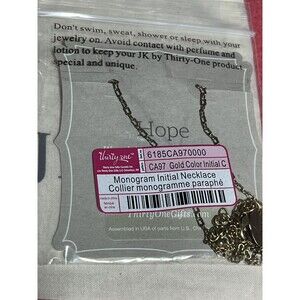 Don't swim, sweat, shower or sleep with your
jewelry on. Avoid contact with perfume and
lotion to keep your JK by Thirty-One product
special and unique.
Hope
thirty one
6185CA970000
CA97 Gold Color Initial C
Monogram Initial Necklace
Collier monogramme paraphé
ThirtyOneGifts.com
Assembled in USA of parts from